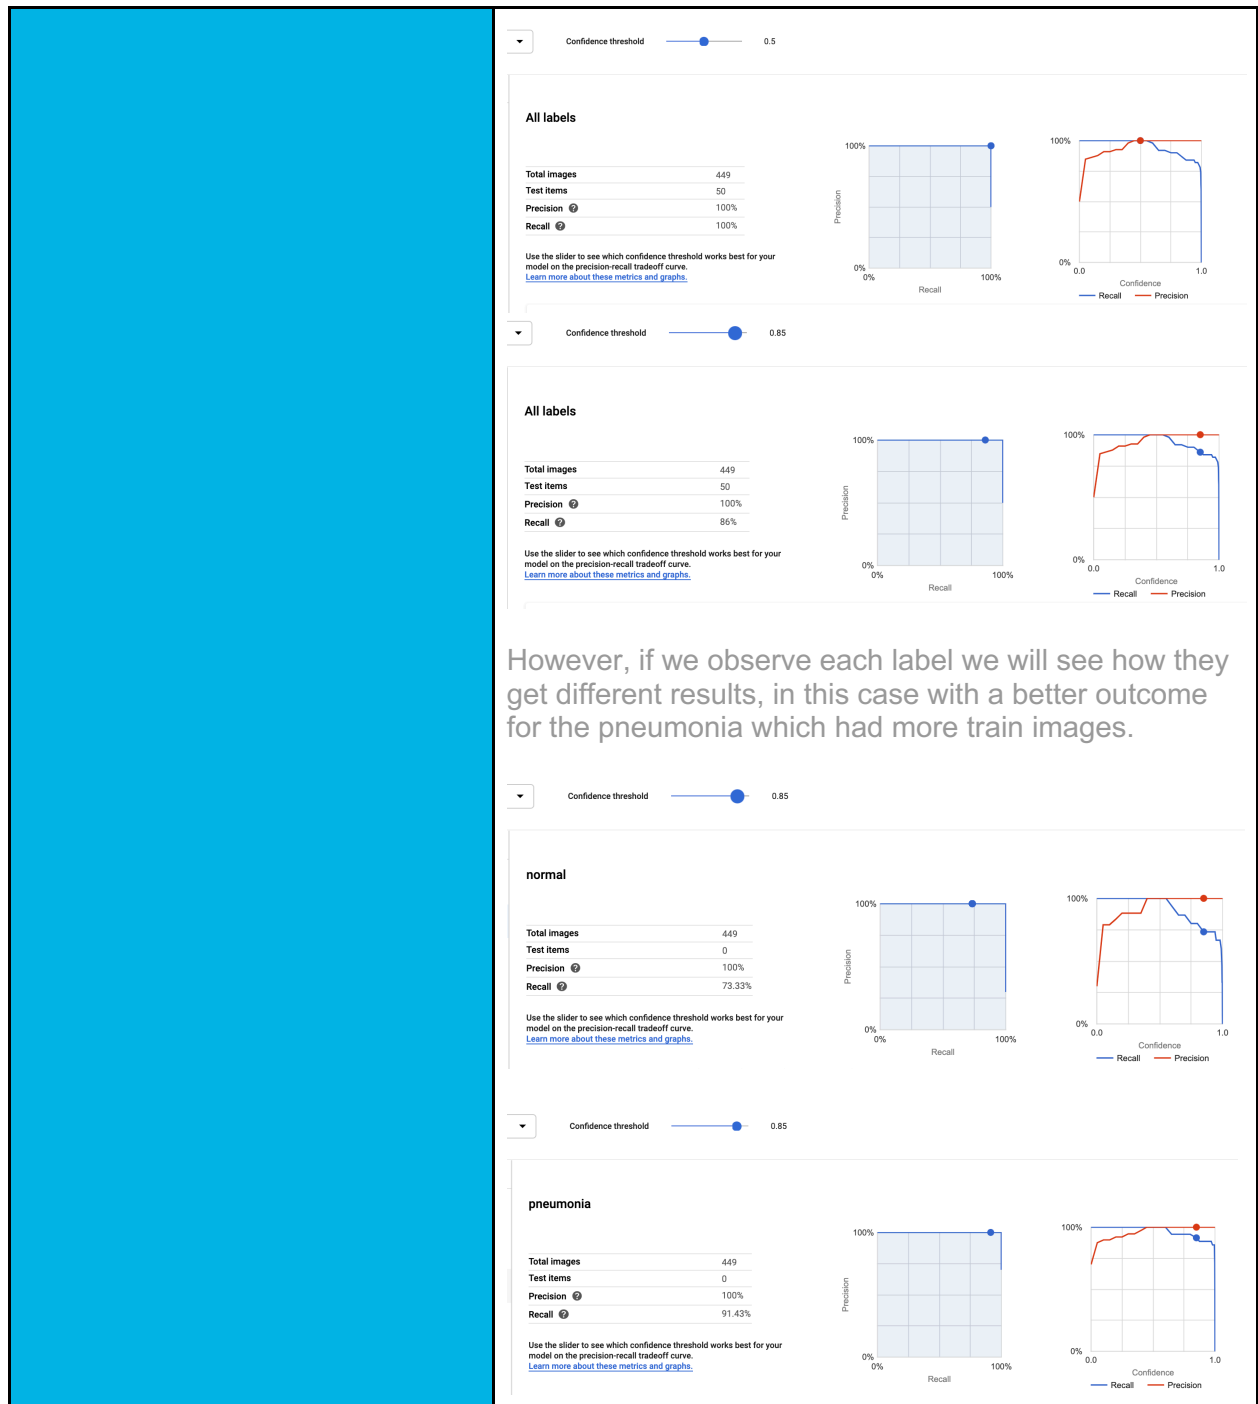 Confidence threshold 0.5
All labels
Total images 449
Test items 50
Precision 100%
Recall 100%
Use the slider to see which confidence threshold works best for your
model on the precision-recall tradeoff curve.
Learn more about these metrics and graphs.
100%
Precision
0%
0% 100%
Recall
100%
0%
0.0 1.0
Confidence
Recall Precision
Confidence threshold 0.85
All labels
Total images 449
Test items 50
Precision 100%
Recall 86%
Use the slider to see which confidence threshold works best for your
model on the precision-recall tradeoff curve.
Learn more about these metrics and graphs.
100%
Precision
0%
0% 100%
Recall
100%
0%
0.0 1.0
Confidence
Recall Precision
However, if we observe each label we will see how they
get different results, in this case with a better outcome
for the pneumonia which had more train images.
Confidence threshold 0.85
normal
Total images 449
Test items 0
Precision 100%
Recall 73.33%
Use the slider to see which confidence threshold works best for your
model on the precision-recall tradeoff curve.
Learn more about these metrics and graphs.
100%
Precision
0%
0% 100%
Recall
100%
0%
0.0 1.0
Confidence
Recall Precision
Confidence threshold 0.85
pneumonia
Total images 449
Test items 0
Precision 100%
Recall 91.43%
Use the slider to see which confidence threshold works best for your
model on the precision-recall tradeoff curve.
Learn more about these metrics and graphs.
100%
Precision
0%
0% 100%
Recall
100%
0%
0.0 1.0
Confidence
Recall Precision